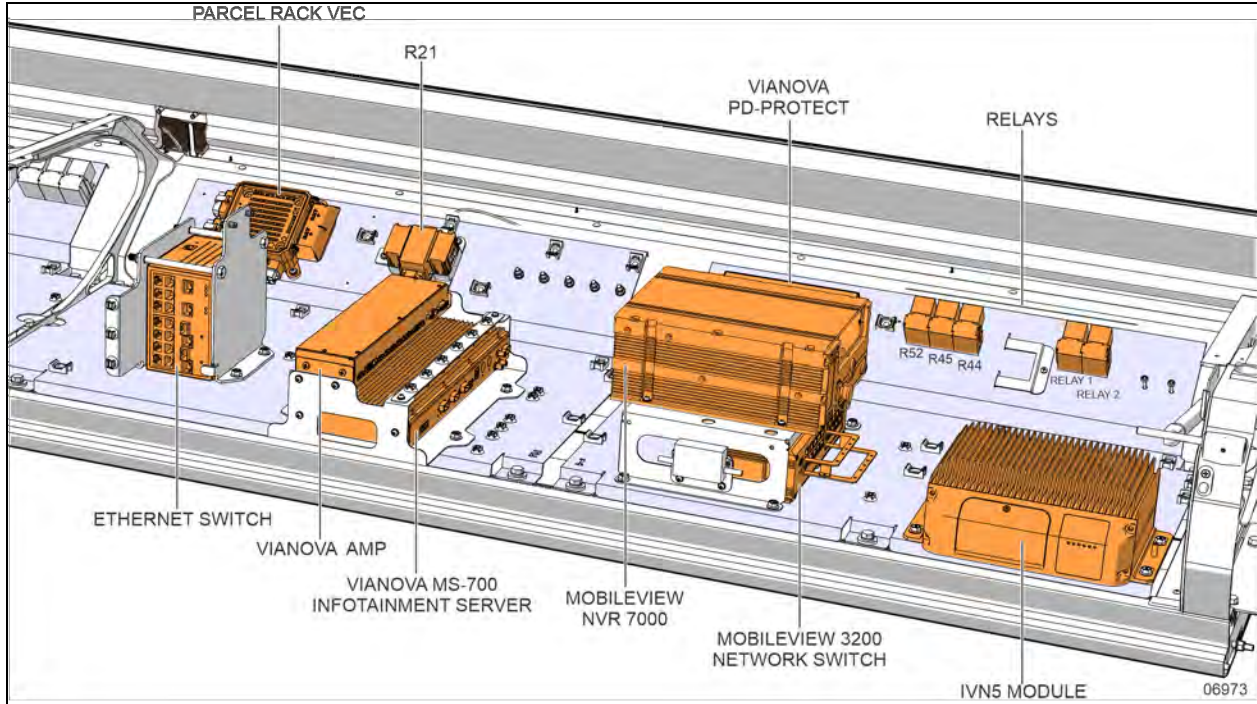 PARCEL RACK VEC
R21
VIANOVA
PD-PROTECT
RELAYS
R52
R45
R44
RELAY 1
RELAY 2
ETHERNET SWITCH
VIANOVA AMP
VIANOVA MS-700
INFOTAINMENT SERVER
MOBILEVIEW
NVR 7000
MOBILEVIEW 3200
NETWORK SWITCH
IVN5 MODULE
06973